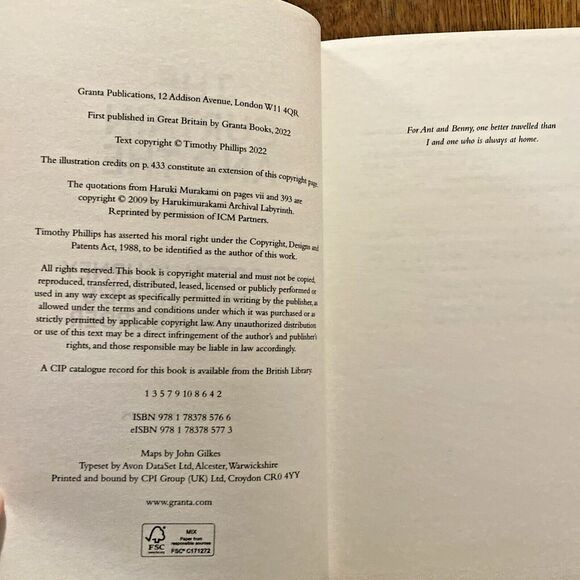 Granta Publications, 12 Addison Avenue, London W11 4QR
First published in Great Britain by Granta Books, 2022
Text copyright © Timothy Phillips 2022
The illustration credits on p. 433 constitute an extension of this copyright page.
The quotations from Haruki Murakami on pages vii and 393 are
copyright © 2009 by Harukimurakami Archival Labyrinth.
Reprinted by permission of ICM Partners.
Timothy Phillips has asserted his moral right under the Copyright, Designs and
Patents Act, 1988, to be identified as the author of this work.
All rights reserved. This book is copyright material and must not be copied,
reproduced, transferred, distributed, leased, licensed or publicly performed or
used in any way except as specifically permitted in writing by the publisher, as
allowed under the terms and conditions under which it was purchased or as
strictly permitted by applicable copyright law. Any unauthorized distribution
or use of this text may be a direct infringement of the author's and publisher's
rights, and those responsible may be liable in law accordingly.
A CIP catalogue record for this book is available from the British Library.
1 3 5 7 9 10 8 6 4 2
ISBN 978 1 78378 576 6
eISBN 978 1 78378 577 3
Maps by John Gilkes
Typeset by Avon DataSet Ltd, Alcester, Warwickshire
Printed and bound by CPI Group (UK) Ltd, Croydon CR0 4YY
www.granta.com
FSC
www.fsc.org
MIX
Paper from
responsible sources
FSC® C171272
For Ant and Benny, one better travelled than
I and one who is always at home.